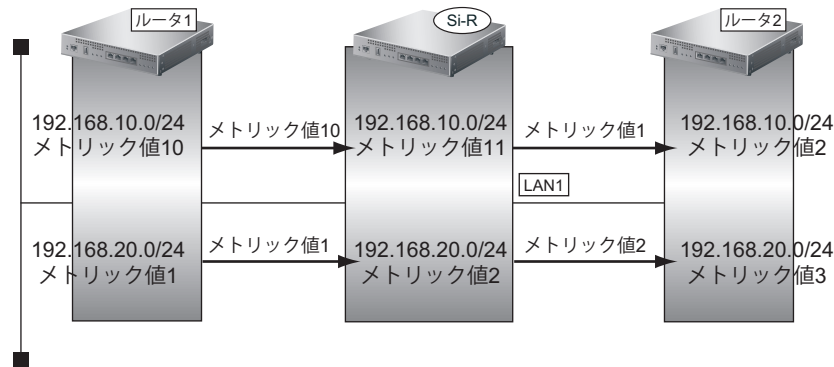 ルータ1
Si-R
ルータ2
192.168.10.0/24
メトリック値10
メトリック値10
192.168.10.0/24
メトリック値11
メトリック値1
192.168.10.0/24
メトリック値2
LAN1
192.168.20.0/24
メトリック値1
メトリック値1
192.168.20.0/24
メトリック値2
メトリック値2
192.168.20.0/24
メトリック値3